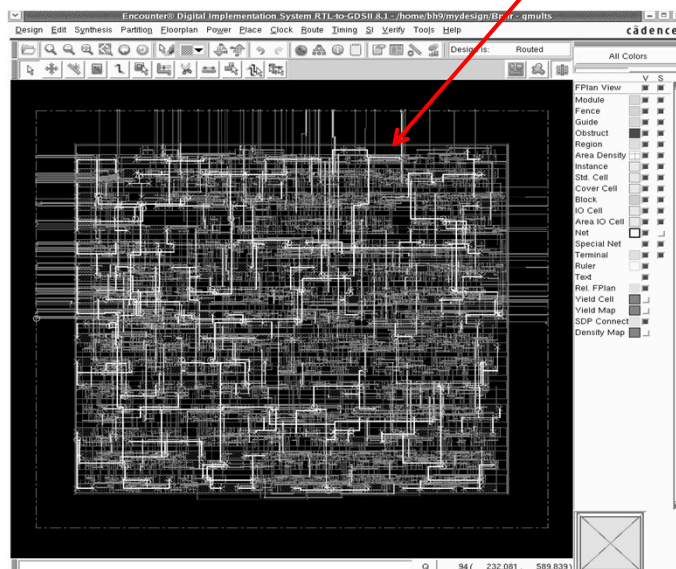 Encounter® Digital Implementation System RTL-to-GDSII 8.1 - /home/bh9/mydesign/Bpar - qmults
Design Edit Synthesis Partition Floorplan Power Place Clock Route Timing SI Verify Tools Help
cādence
Design is: Routed
All Colors
V S
FPlan View
Module
Fence
Guide
Obstruct
Region
Area Density
Instance
Std. Cell
Cover Cell
Block
IO Cell
Area IO Cell
Net
Special Net
Terminal
Ruler
Text
Rel. FPlan
Yield Cell
Yield Map
SDP Connect
Density Map
Q 94 ( 232.081, 589.839)